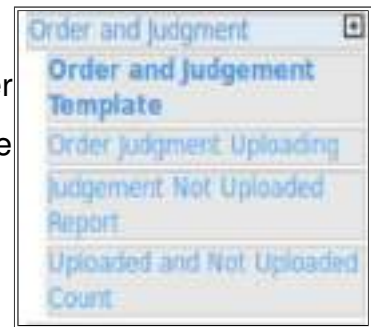 Order and Judgment
er
Order and Judgement
Template
e
Order Judgment Uploading
Judgement Not Uploaded
Report
Uploaded and Not Uploaded
Count